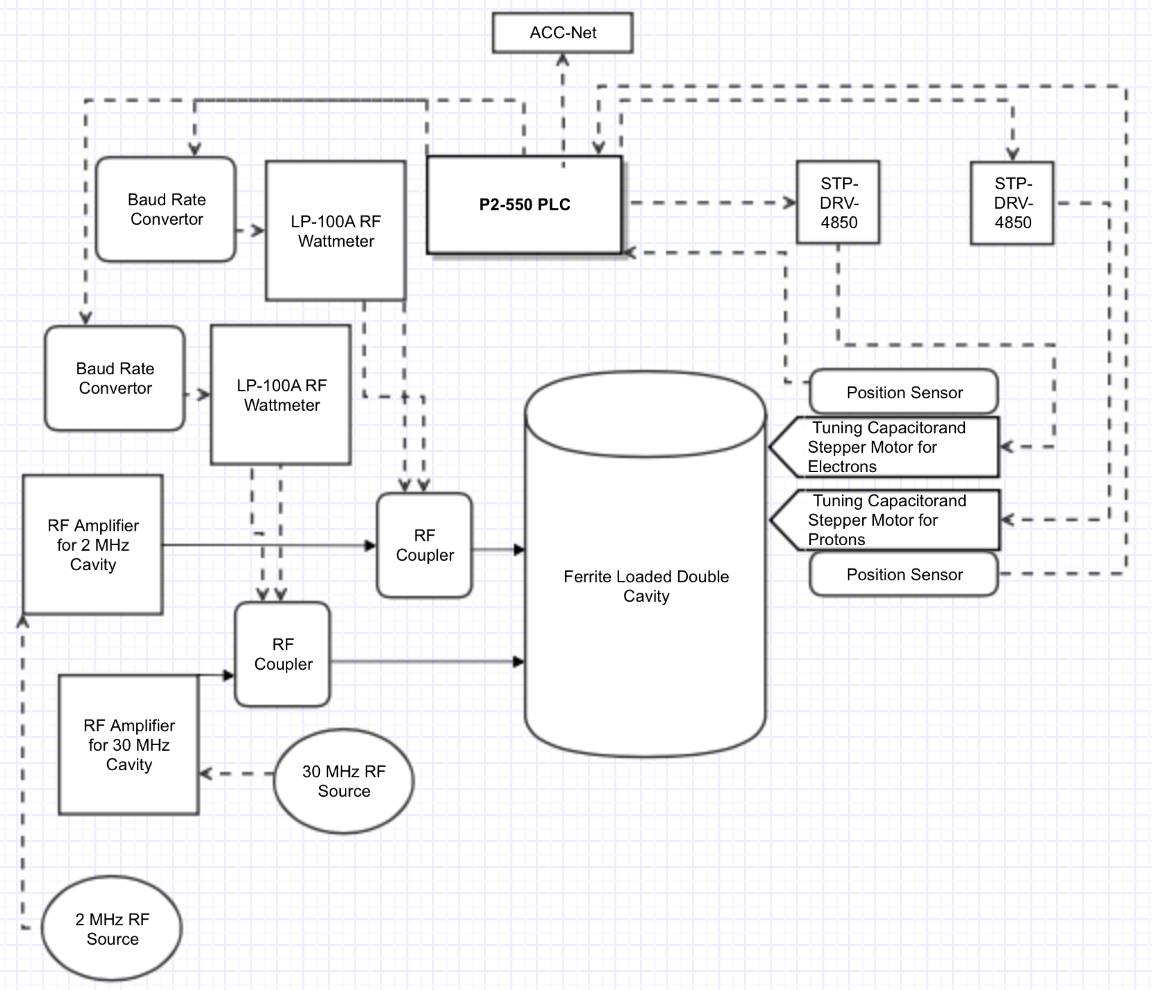 ACC-Net
Baud Rate
Convertor
LP-100A RF
Wattmeter
P2-550 PLC
STP-
DRV-
4850
STP-
DRV-
4850
Baud Rate
Convertor
LP-100A RF
Wattmeter
Position Sensor
Tuning Capacitorand
Stepper Motor for
Electrons
Tuning Capacitorand
Stepper Motor for
Protons
Position Sensor
RF Amplifier
for 2 MHz
Cavity
RF
Coupler
Ferrite Loaded Double
Cavity
RF
Coupler
RF Amplifier
for 30 MHz
Cavity
30 MHz RF
Source
2 MHz RF
Source